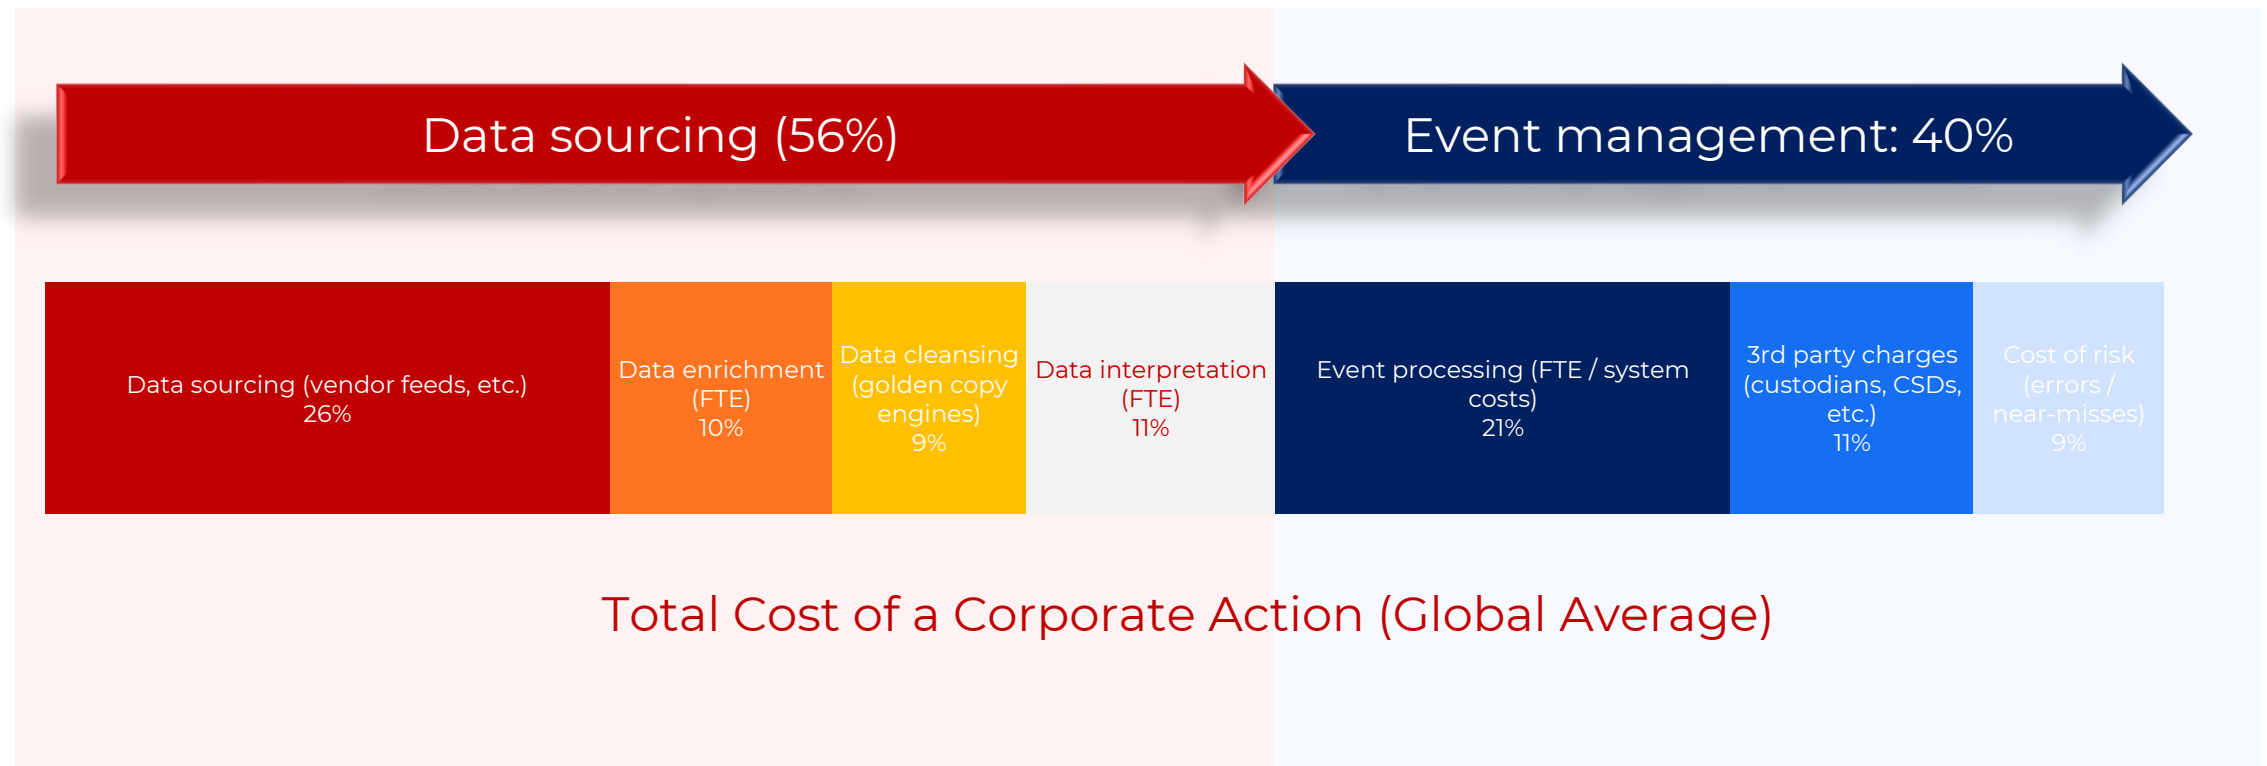 Data sourcing (56%)
Event management: 40%
Data sourcing (vendor feeds, etc.)
26%
Data enrichment
(FTE)
10%
Data cleansing
(golden copy
engines)
9%
Data interpretation
(FTE)
11%
Event processing (FTE / system
costs)
21%
3rd party charges
(custodians, CSDs,
etc.)
11%
Cost of risk
(errors /
near-misses)
9%
Total Cost of a Corporate Action (Global Average)